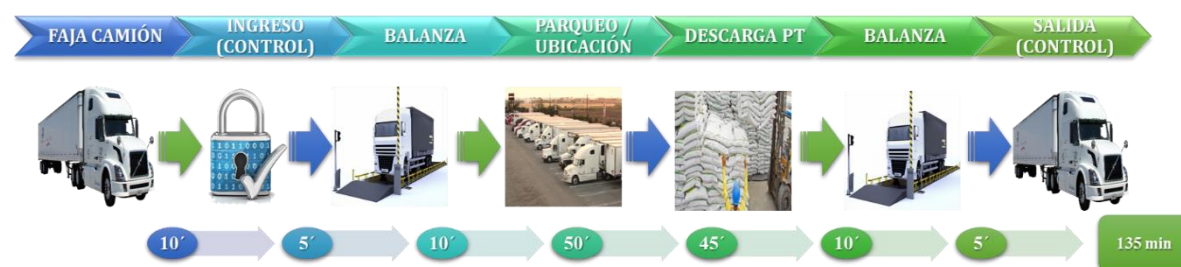 FAJA CAMIÓN
INGRESO
(CONTROL)
BALANZA
PARQUEO /
UBICACIÓN
DESCARGA PT
BALANZA
SALIDA
(CONTROL)
10´
5´
10´
50´
45´
10´
5´
135 min